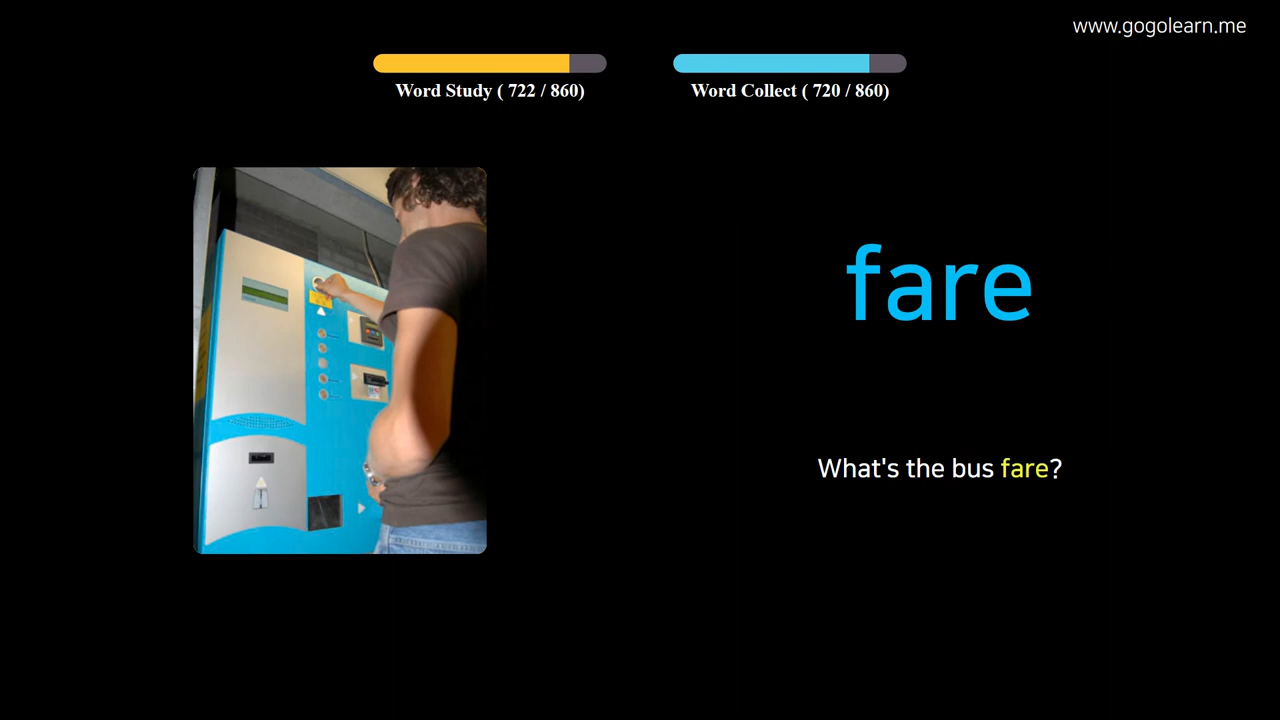 www.gogolearn.me
Word Study ( 722 / 860)
Word Collect ( 720 / 860)
fare
What's the bus fare?